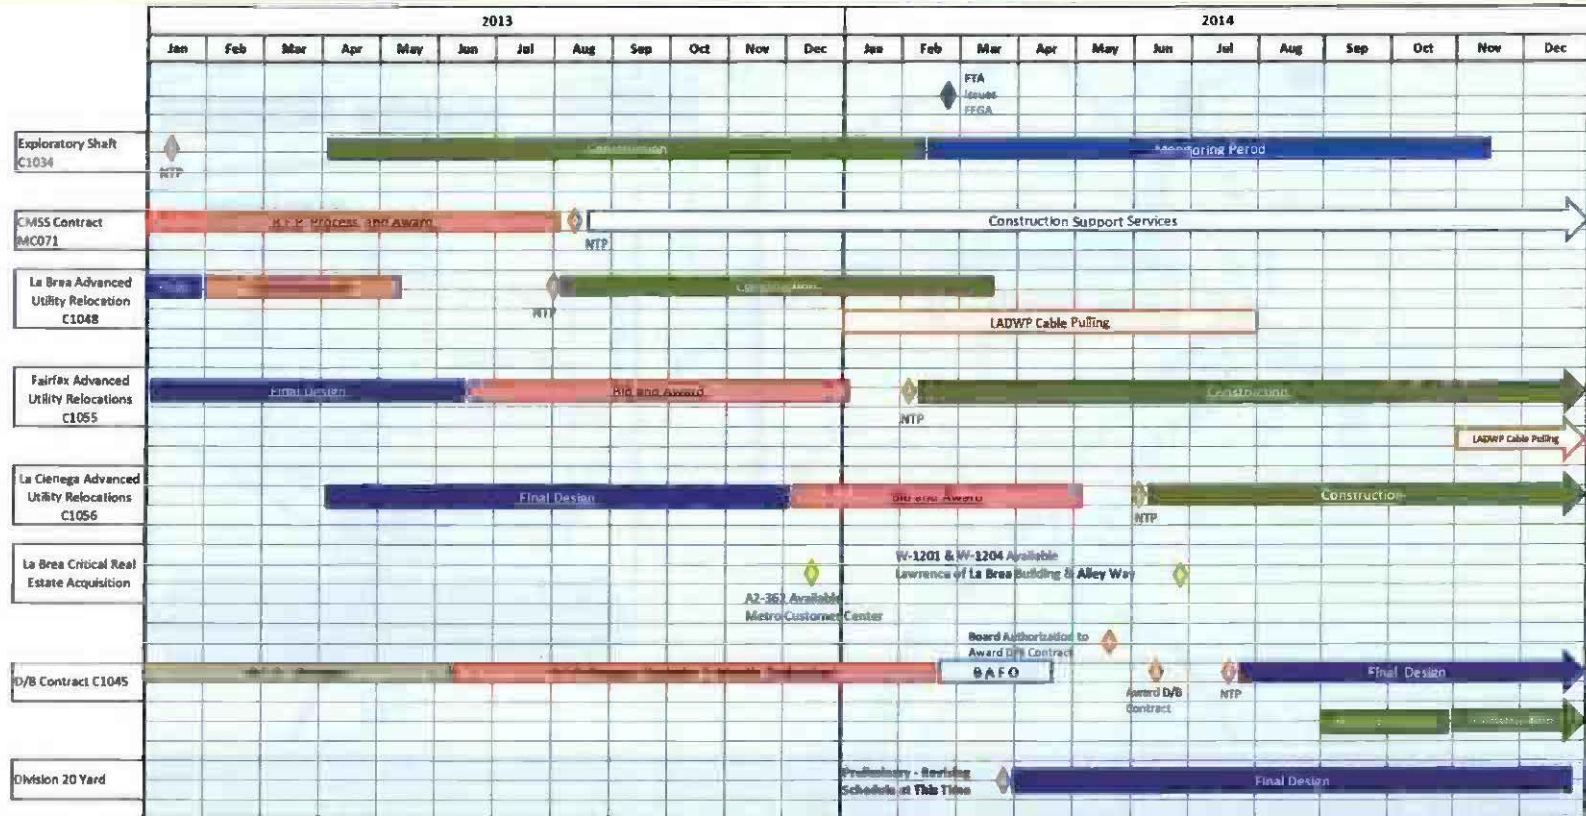 2013 2014
Jan Feb Mar Apr May Jun Jul Aug Sep Oct Nov Dec Jan Feb Mar Apr May Jun Jul Aug Sep Oct Nov Dec
FTA
Issues
FFGA
Exploratory Shaft
C1034
NTP
Construction
Monitoring Period
CMSS Contract
MC071
R.F.P. Process and Award
NTP
Construction Support Services
La Brea Advanced
Utility Relocation
C1048
NTP
Construction
LADWP Cable Pulling
Fairfax Advanced
Utility Relocations
C1055
Final Design
Bid and Award
NTP
Construction
LADWP Cable Pulling
La Cienega Advanced
Utility Relocations
C1056
Final Design
Bid and Award
NTP
Construction
La Brea Critical Real
Estate Acquisition
A2-362 Available
Metro Customer Center
W-1201 & W-1204 Available
Lawrence of La Brea Building & Alley Way
Board Authorization to
Award D/B Contract
D/B Contract C1045
B A F O
Award D/B
Contract
NTP
Final Design
Construction
Division 20 Yard
Preliminary - Revising
Schedule at This Time
Final Design